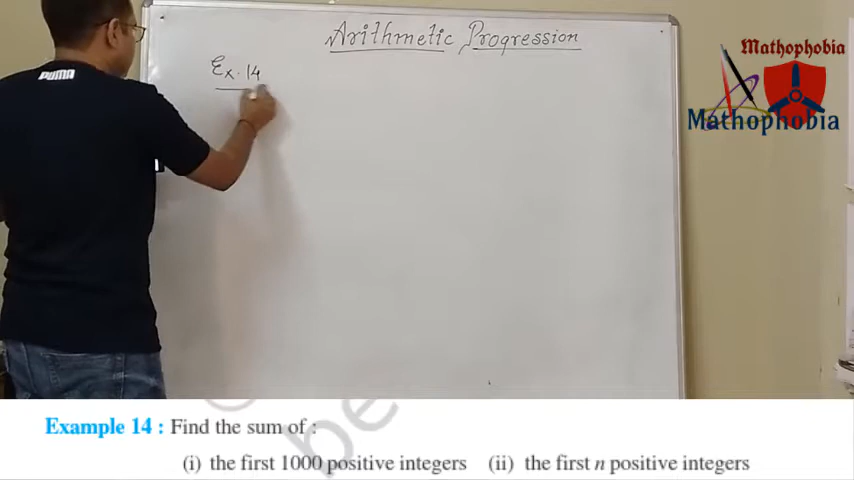 Arithmetic Progression
Ex. 14
PUMA
Mathophobia
Mathophobia
be
Example 14 : Find the sum of :
(i) the first 1000 positive integers (ii) the first n positive integers